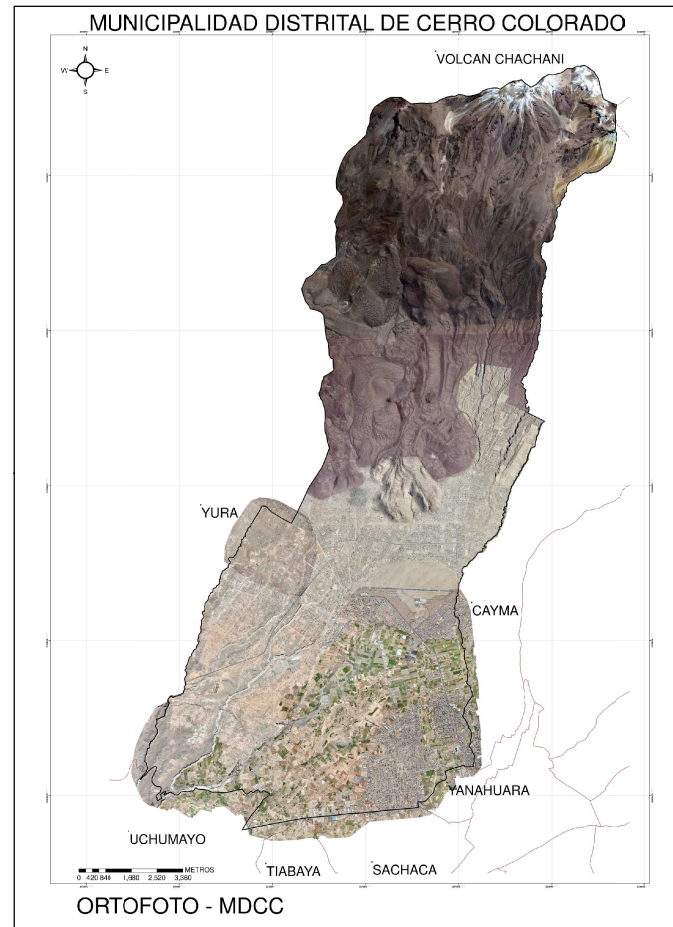 MUNICIPALIDAD DISTRITAL DE CERRO COLORADO
N
W E
S
VOLCAN CHACHANI
YURA
CAYMA
YANAHUARA
UCHUMAYO
TIABAYA
SACHACA
METROS
0 420 840 1,680 2,520 3,360
ORTOFOTO - MDCC